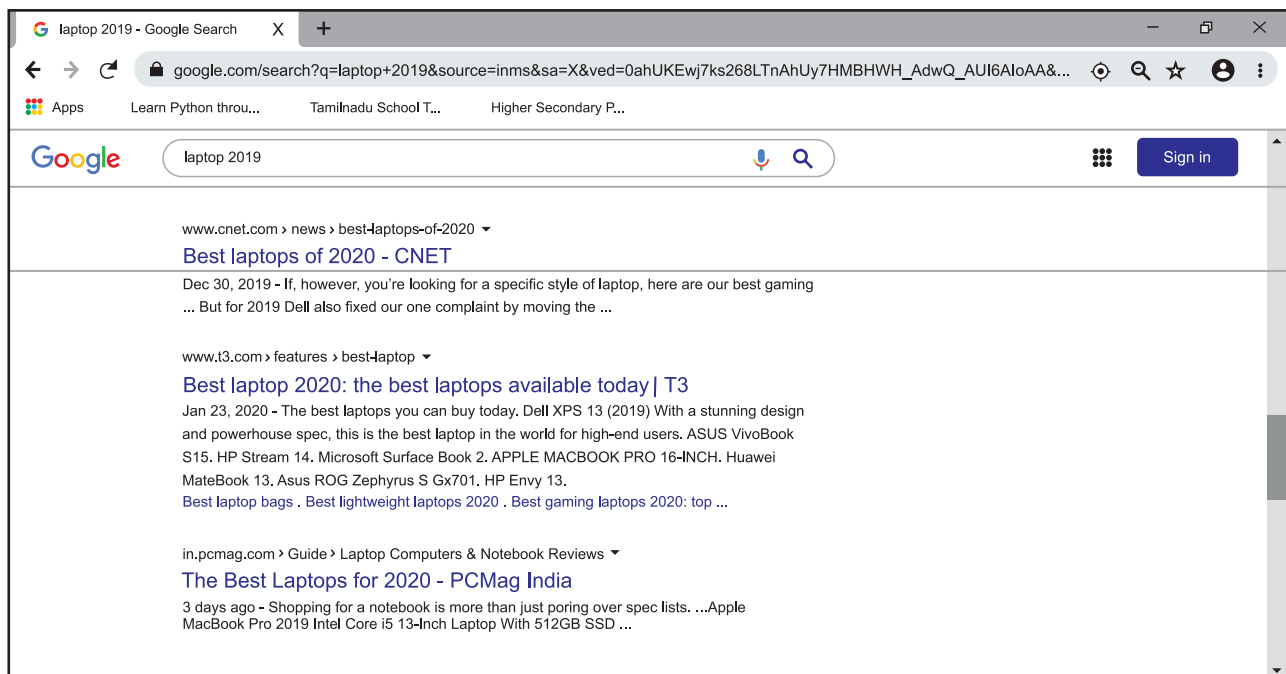 laptop 2019 - Google Search X +
google.com/search?q=laptop+2019&source=inms&sa=X&ved=0ahUKEwj7ks268LTnAhUy7HMBHWH_AdwQ_AUI6AIoAA&...
Apps Learn Python throu... Tamilnadu School T... Higher Secondary P...
Google laptop 2019 Sign in
www.cnet.com › news › best-laptops-of-2020
Best laptops of 2020 - CNET
Dec 30, 2019 - If, however, you're looking for a specific style of laptop, here are our best gaming
... But for 2019 Dell also fixed our one complaint by moving the ...
www.t3.com › features › best-laptop
Best laptop 2020: the best laptops available today | T3
Jan 23, 2020 - The best laptops you can buy today. Dell XPS 13 (2019) With a stunning design
and powerhouse spec, this is the best laptop in the world for high-end users. ASUS VivoBook
S15. HP Stream 14. Microsoft Surface Book 2. APPLE MACBOOK PRO 16-INCH. Huawei
MateBook 13. Asus ROG Zephyrus S Gx701. HP Envy 13.
Best laptop bags . Best lightweight laptops 2020 . Best gaming laptops 2020: top ...
in.pcmag.com › Guide › Laptop Computers & Notebook Reviews
The Best Laptops for 2020 - PCMag India
3 days ago - Shopping for a notebook is more than just poring over spec lists. ...Apple
MacBook Pro 2019 Intel Core i5 13-Inch Laptop With 512GB SSD ...